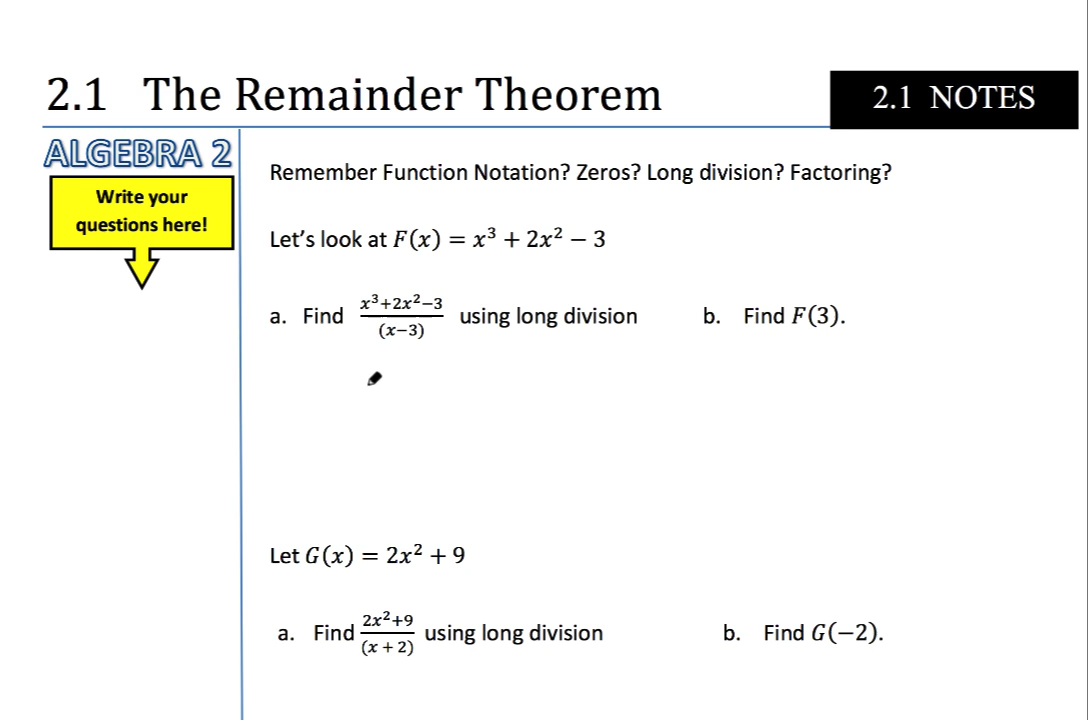 2.1 The Remainder Theorem
2.1 NOTES
ALGEBRA 2
Write your
questions here!
Remember Function Notation? Zeros? Long division? Factoring?
Let's look at F(x) = x³ + 2x² − 3
a. Find (x³+2x²−3)/(x−3) using long division
b. Find F(3).
Let G(x) = 2x² + 9
a. Find (2x²+9)/(x + 2) using long division
b. Find G(−2).